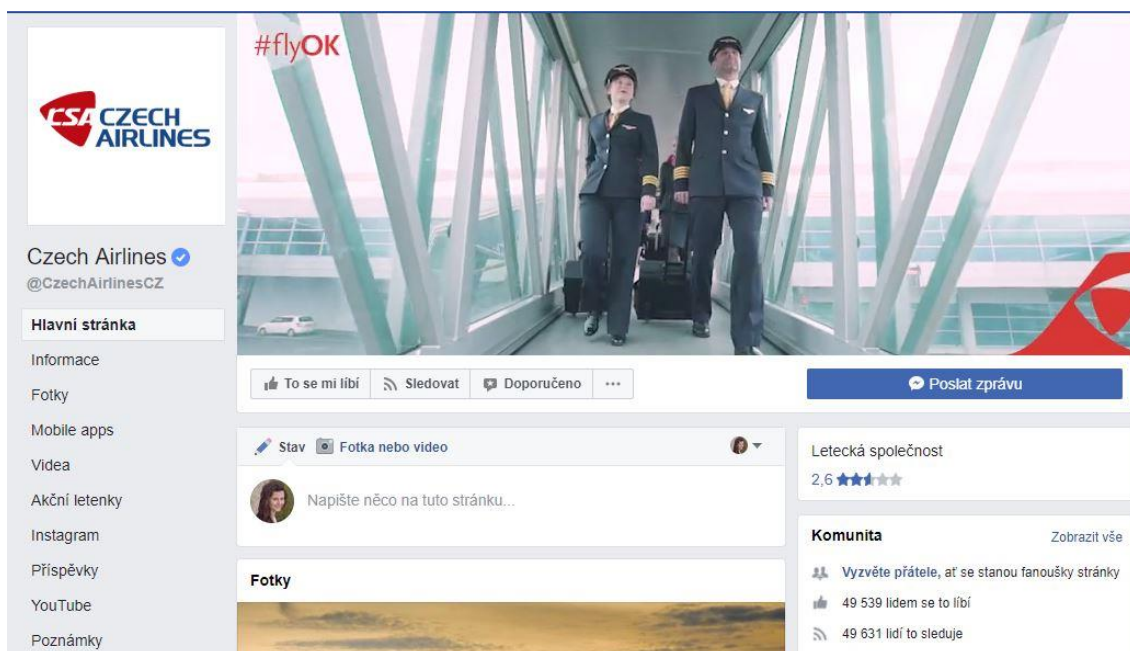 #flyOK
CSA CZECH
AIRLINES
Czech Airlines
@CzechAirlinesCZ
Hlavní stránka
Informace
Fotky
Mobile apps
Videa
Akční letenky
Instagram
Příspěvky
YouTube
Poznámky
To se mi líbí
Sledovat
Doporučeno
Poslat zprávu
Stav
Fotka nebo video
Napište něco na tuto stránku...
Fotky
Letecká společnost
2,6
Komunita
Zobrazit vše
Vyzvěte přátele, ať se stanou fanoušky stránky
49 539 lidem se to líbí
49 631 lidí to sleduje